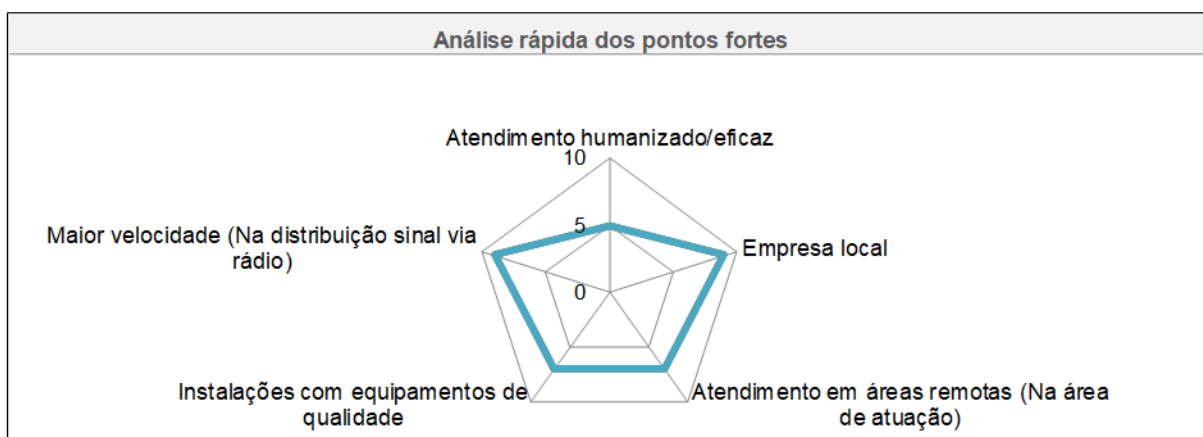 Análise rápida dos pontos fortes
Atendimento humanizado/eficaz
10
5
0
Maior velocidade (Na distribuição sinal via
rádio)
Empresa local
Instalações com equipamentos de
qualidade
Atendimento em áreas remotas (Na área
de atuação)